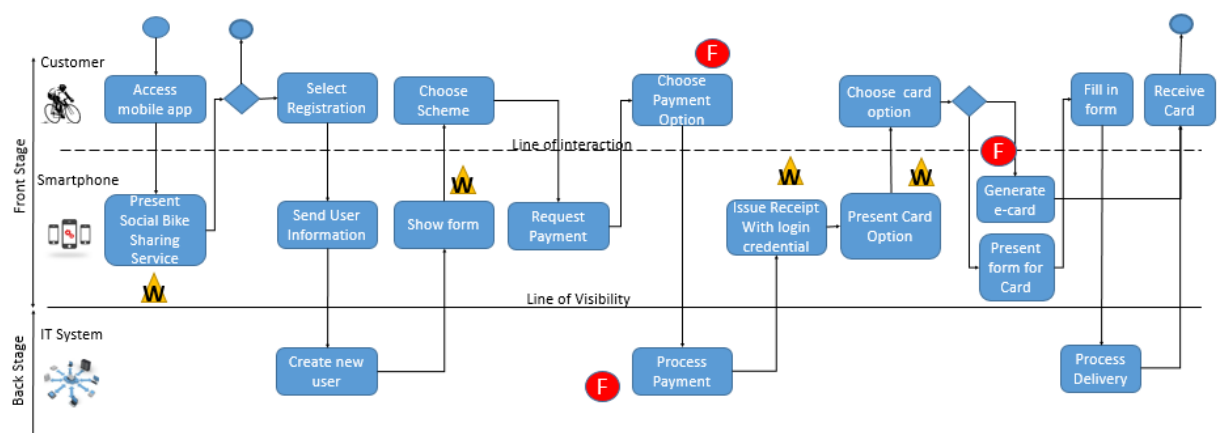 F
Customer
Access
mobile app
Select
Registration
Choose
Scheme
Choose
Payment
Option
Choose card
option
Fill in
form
Receive
Card
Line of interaction
Front Stage
Smartphone
W
W
W
F
Present
Social Bike
Sharing
Service
Send User
Information
Show form
Request
Payment
Issue Receipt
With login
credential
Present Card
Option
Generate
e-card
Present
form for
Card
W
Line of Visibility
Back Stage
IT System
Create new
user
F
Process
Payment
Process
Delivery